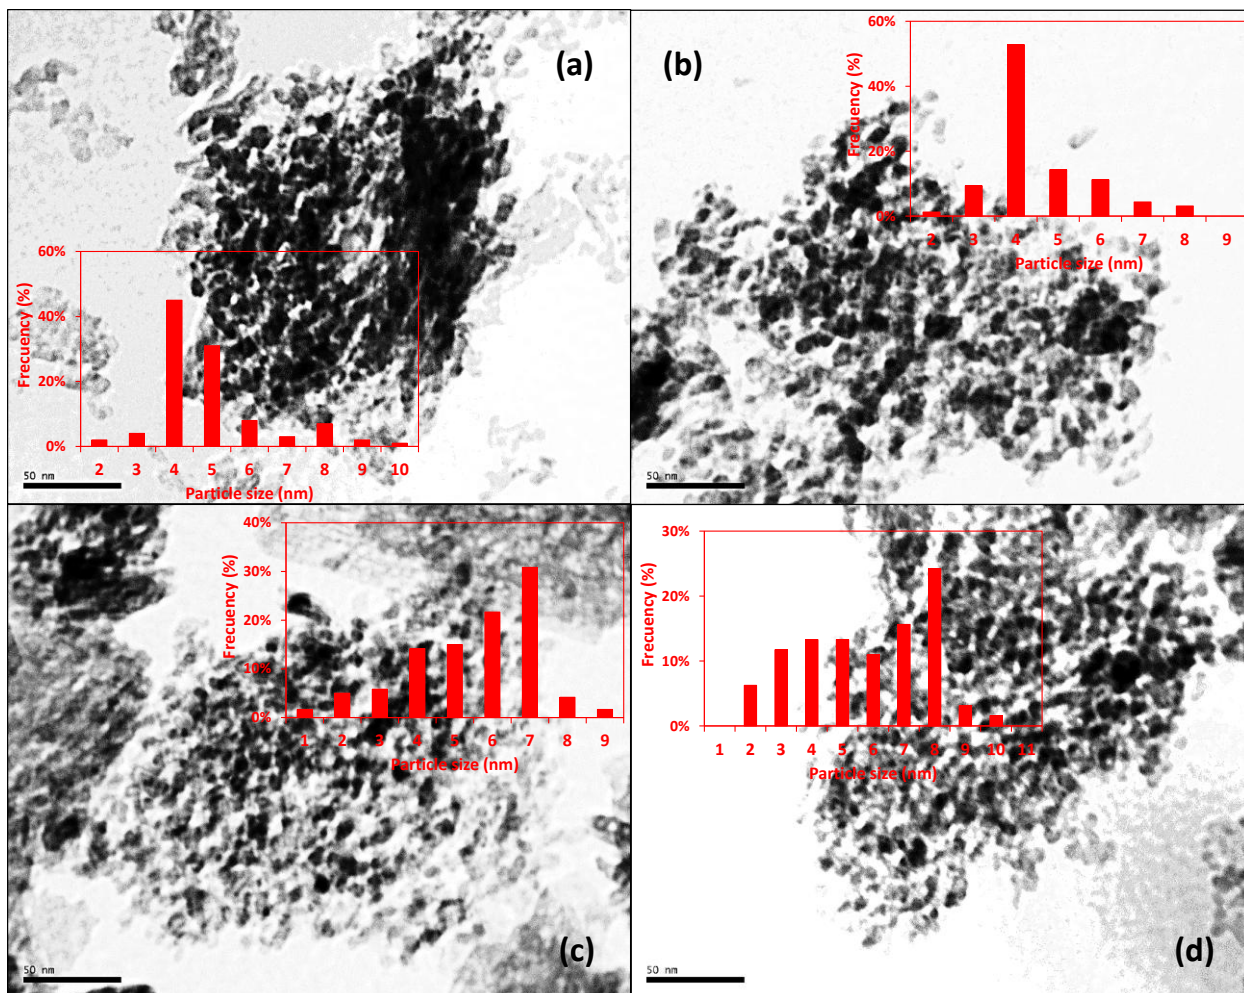 (a)
60%
40%
20%
0%
Frecuency (%)
2 3 4 5 6 7 8 9 10
Particle size (nm)
50 nm
(b)
60%
40%
20%
0%
Frecuency (%)
2 3 4 5 6 7 8 9
Particle size (nm)
50 nm
40%
30%
20%
10%
0%
Frecuency (%)
1 2 3 4 5 6 7 8 9
Particle size (nm)
50 nm
(c)
30%
20%
10%
0%
Frecuency (%)
1 2 3 4 5 6 7 8 9 10 11
Particle size (nm)
50 nm
(d)